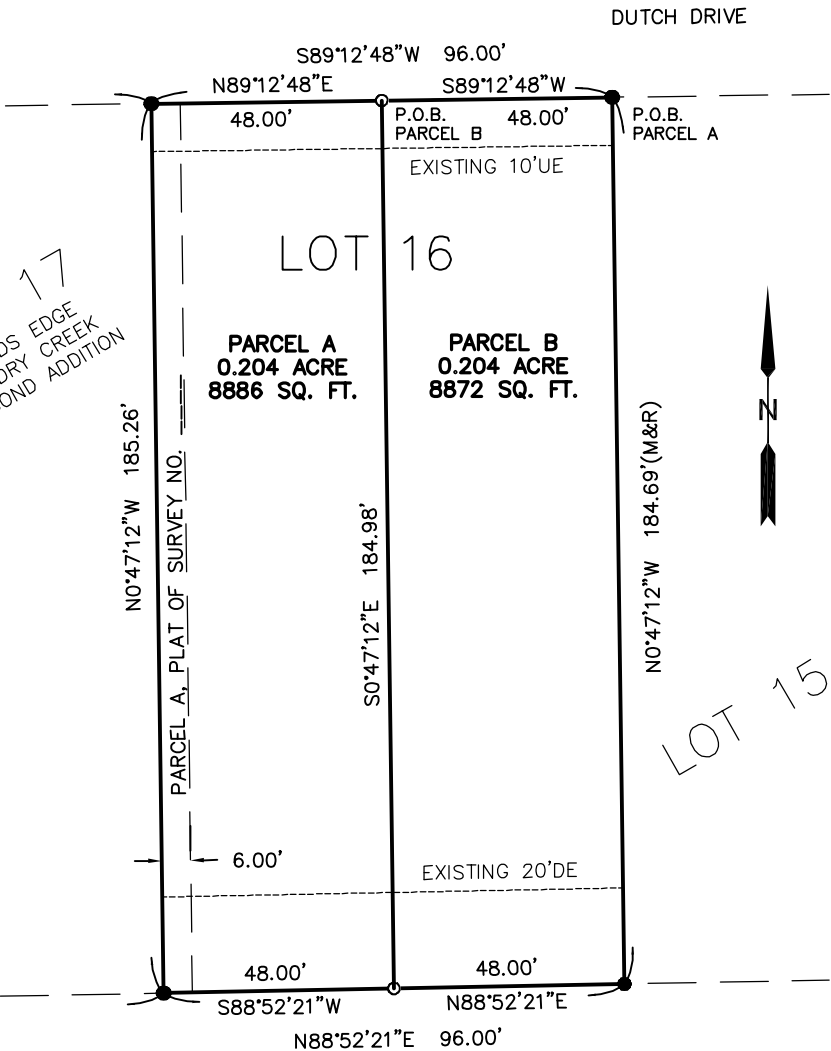 DUTCH DRIVE
S89°12'48"W 96.00'
N89°12'48"E
S89°12'48"W
48.00'
P.O.B.
PARCEL B
48.00'
P.O.B.
PARCEL A
EXISTING 10'UE
LOT 16
17
DS EDGE
DRY CREEK
OND ADDITION
PARCEL A
0.204 ACRE
8886 SQ. FT.
PARCEL B
0.204 ACRE
8872 SQ. FT.
N0°47'12"W 185.26'
PARCEL A, PLAT OF SURVEY NO.
S0°47'12"E 184.98'
N0°47'12"W 184.69'(M&R)
N
LOT 15
6.00'
EXISTING 20'DE
48.00'
48.00'
S88°52'21"W
N88°52'21"E
N88°52'21"E 96.00'